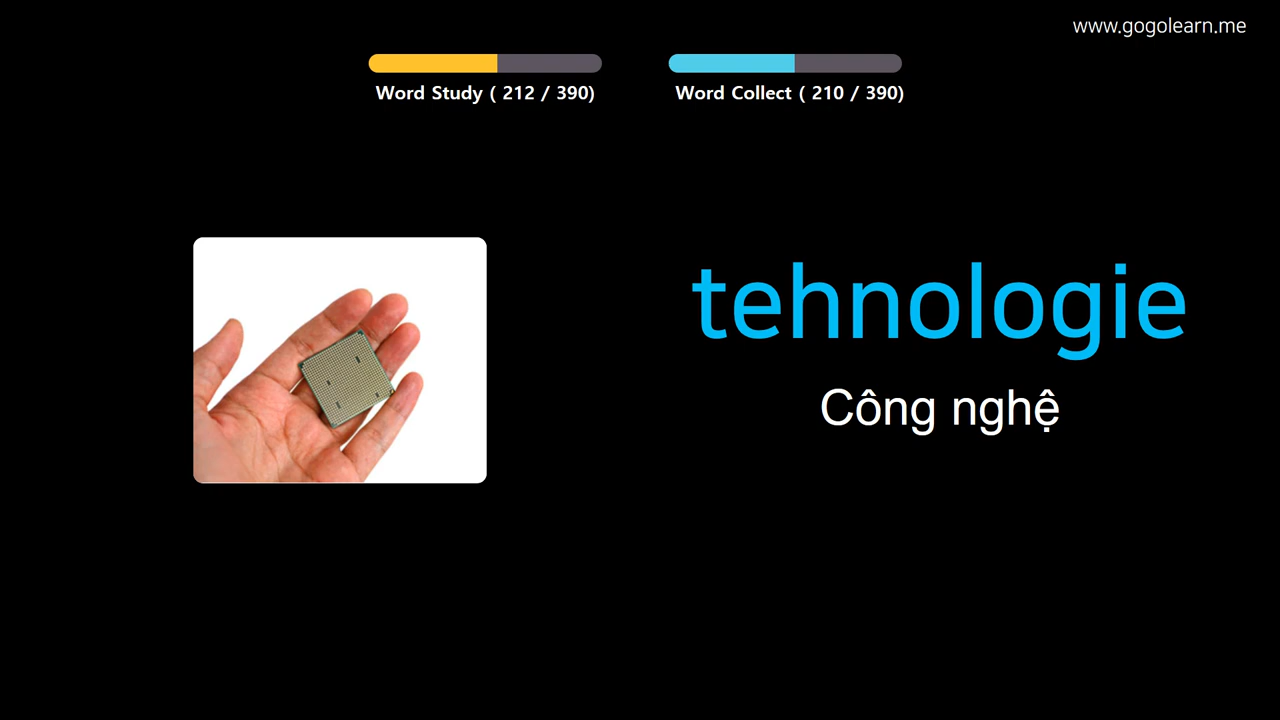 www.gogolearn.me
Word Study ( 212 / 390)
Word Collect ( 210 / 390)
tehnologie
Công nghệ